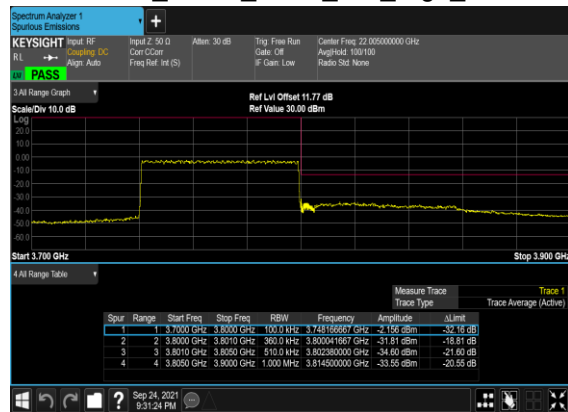 Spectrum Analyzer 1
Spurious Emissions
KEYSIGHT Input: RF Input Z: 50 Ω Atten: 30 dB Trig: Free Run Center Freq: 22.005000000 GHz
RL Coupling: DC Corr CCorr Gate: Off Avg|Hold: 100/100
Align: Auto Freq Ref: Int (S) IF Gain: Low Radio Std: None
PASS
3 All Range Graph
Ref Lvl Offset 11.77 dB
Scale/Div 10.0 dB Ref Value 30.00 dBm
Log
20.0
10.0
0.00
-10.0
-20.0
-30.0
-40.0
-50.0
-60.0
Start 3.700 GHz Stop 3.900 GHz
4 All Range Table
Measure Trace Trace 1
Trace Type Trace Average (Active)
Spur Range Start Freq Stop Freq RBW Frequency Amplitude ΔLimit
1 1 3.7000 GHz 3.8000 GHz 100.0 kHz 3.748166667 GHz -2.156 dBm -32.16 dB
2 2 3.8000 GHz 3.8010 GHz 360.0 kHz 3.800041667 GHz -31.81 dBm -18.81 dB
3 3 3.8010 GHz 3.8050 GHz 510.0 kHz 3.802380000 GHz -34.60 dBm -21.60 dB
4 4 3.8050 GHz 3.9000 GHz 1.000 MHz 3.814500000 GHz -33.55 dBm -20.55 dB
Sep 24, 2021
9:31:24 PM